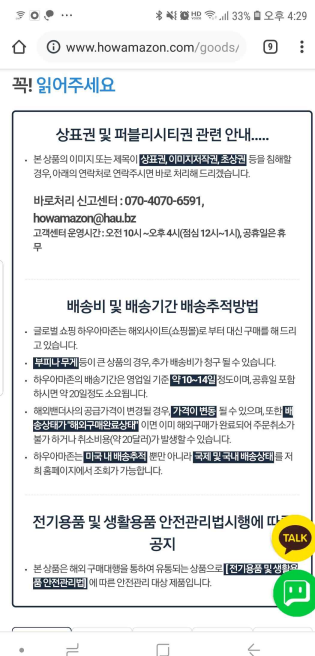 33% 오후 4:29
www.howamazon.com/goods/
9
꼭! 읽어주세요
상표권 및 퍼블리시티권 관련 안내.....
본 상품의 이미지 또는 제목이 상표권, 이미지저작권, 초상권 등을 침해할
경우, 아래의 연락처로 연락주시면 바로 처리해 드리겠습니다.
바로처리 신고센터 : 070-4070-6591,
howamazon@hau.bz
고객센터 운영시간 : 오전 10시 ~오후 4시(점심 12시~1시), 공휴일은 휴
무
배송비 및 배송기간 배송추적방법
글로벌 쇼핑 하우아마존는 해외사이트(쇼핑몰)로 부터 대신 구매를 해 드리
고 있습니다.
부피나 무게등이 큰 상품의 경우, 추가 배송비가 청구 될 수 있습니다.
하우아마존의 배송기간은 영업일 기준 약 10~14일정도이며, 공휴일 포함
하시면 약 20일정도 소요됩니다.
해외밴더사의 공급가격이 변경될 경우, 가격이 변동 될 수 있으며, 또한 배
송상태가 "해외구매완료상태" 이면 이미 해외구매가 완료되어 주문취소가
불가 하거나 취소비용(약 20달러)가 발생할 수 있습니다.
하우아마존는 미국 내 배송추적 뿐만 아니라 국제 및 국내 배송상태를 저
희 홈페이지에서 조회가 가능합니다.
전기용품 및 생활용품 안전관리법시행에 따
공지
TALK
본 상품은 해외 구매대행을 통하여 유통되는 상품으로 [전기용품 및 생활용
품 안전관리법]에 따른 안전관리 대상 제품입니다.